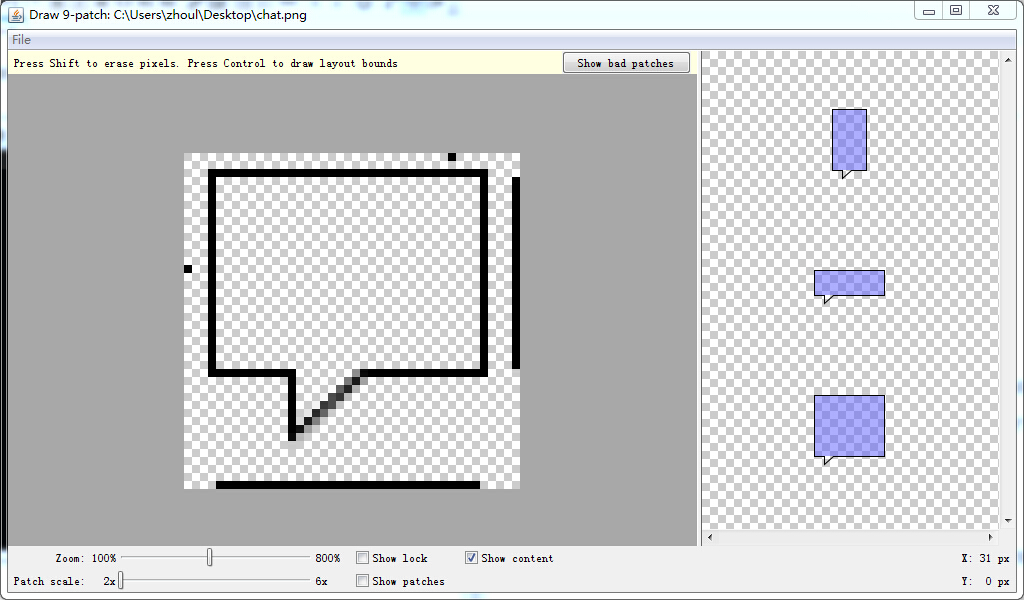 Draw 9-patch: C:\Users\zhoul\Desktop\chat.png
File
Press Shift to erase pixels. Press Control to draw layout bounds
Show bad patches
Zoom: 100% 800% Show lock Show content X: 31 px
Patch scale: 2x 6x Show patches Y: 0 px